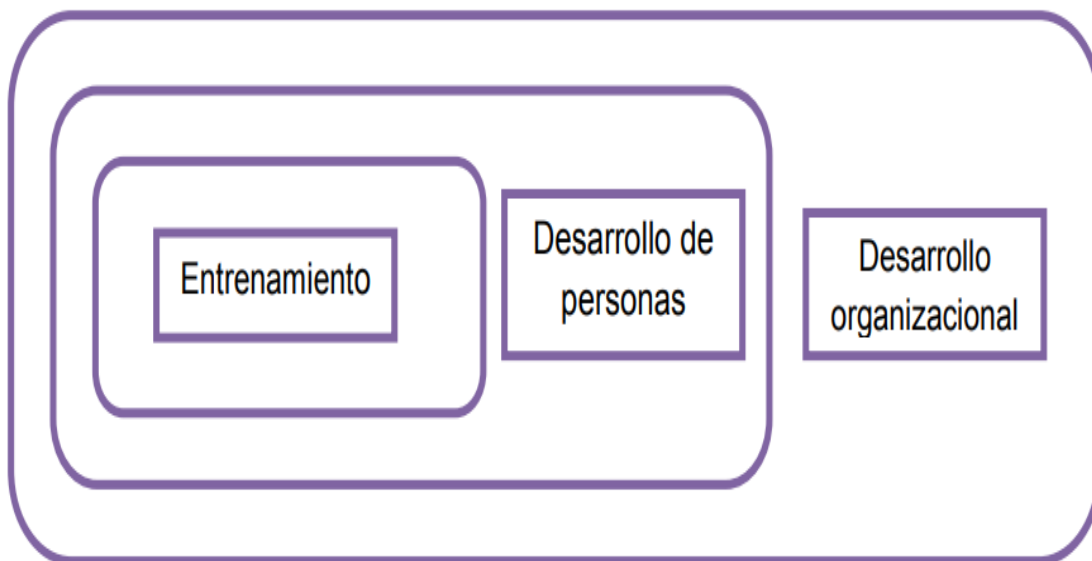 Entrenamiento
Desarrollo de
personas
Desarrollo
organizacional